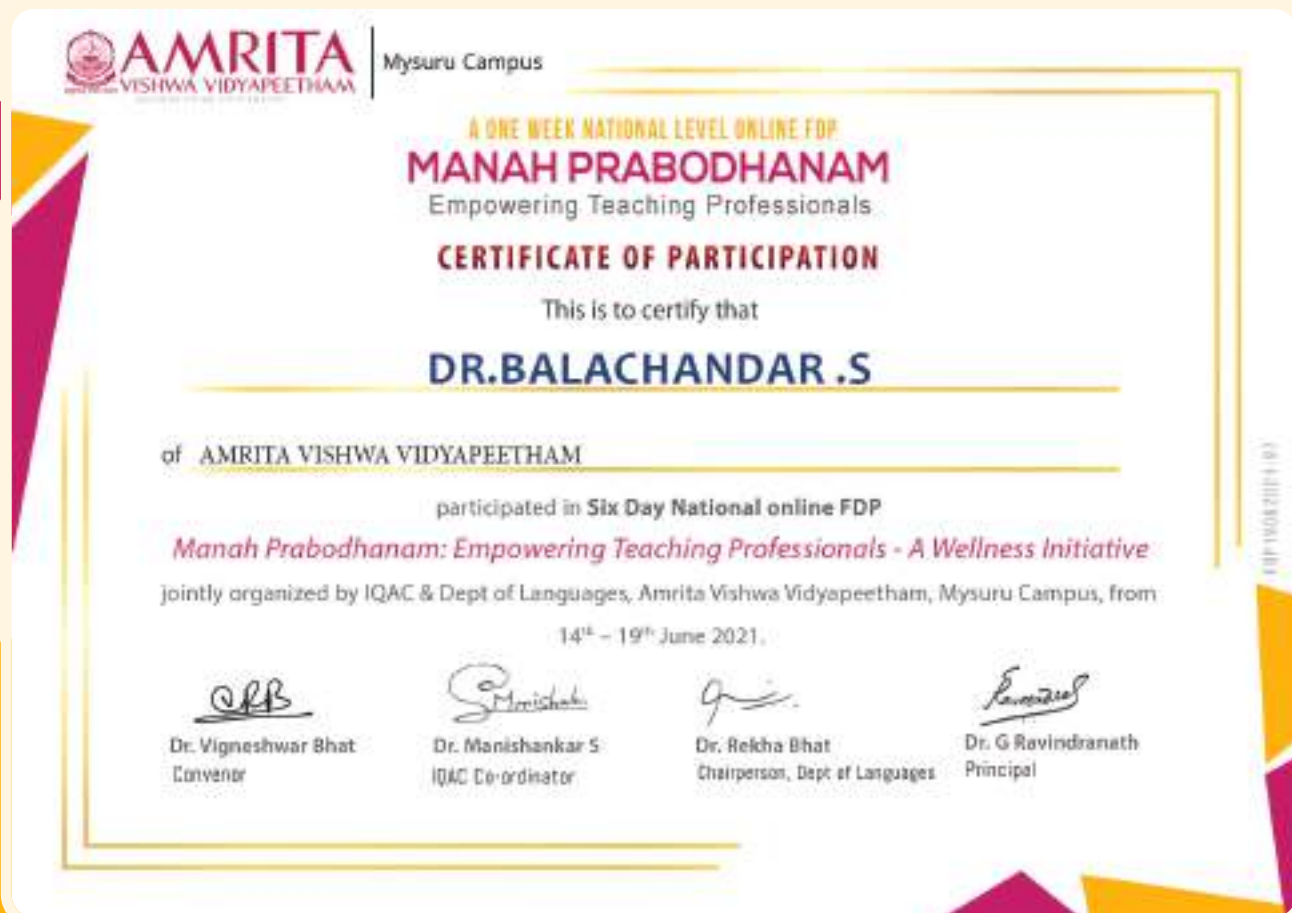 AMRITA
VISHWA VIDYAPEETHAM
Mysuru Campus
A ONE WEEK NATIONAL LEVEL ONLINE FDP
MANAH PRABODHANAM
Empowering Teaching Professionals
CERTIFICATE OF PARTICIPATION
This is to certify that
DR.BALACHANDAR .S
of AMRITA VISHWA VIDYAPEETHAM
participated in Six Day National online FDP
Manah Prabodhanam: Empowering Teaching Professionals - A Wellness Initiative
jointly organized by IQAC & Dept of Languages, Amrita Vishwa Vidyapeetham, Mysuru Campus, from
14th – 19th June 2021.
Dr. Vigneshwar Bhat
Convenor
Dr. Manishankar S
IQAC Co-ordinator
Dr. Rekha Bhat
Chairperson, Dept of Languages
Dr. G Ravindranath
Principal